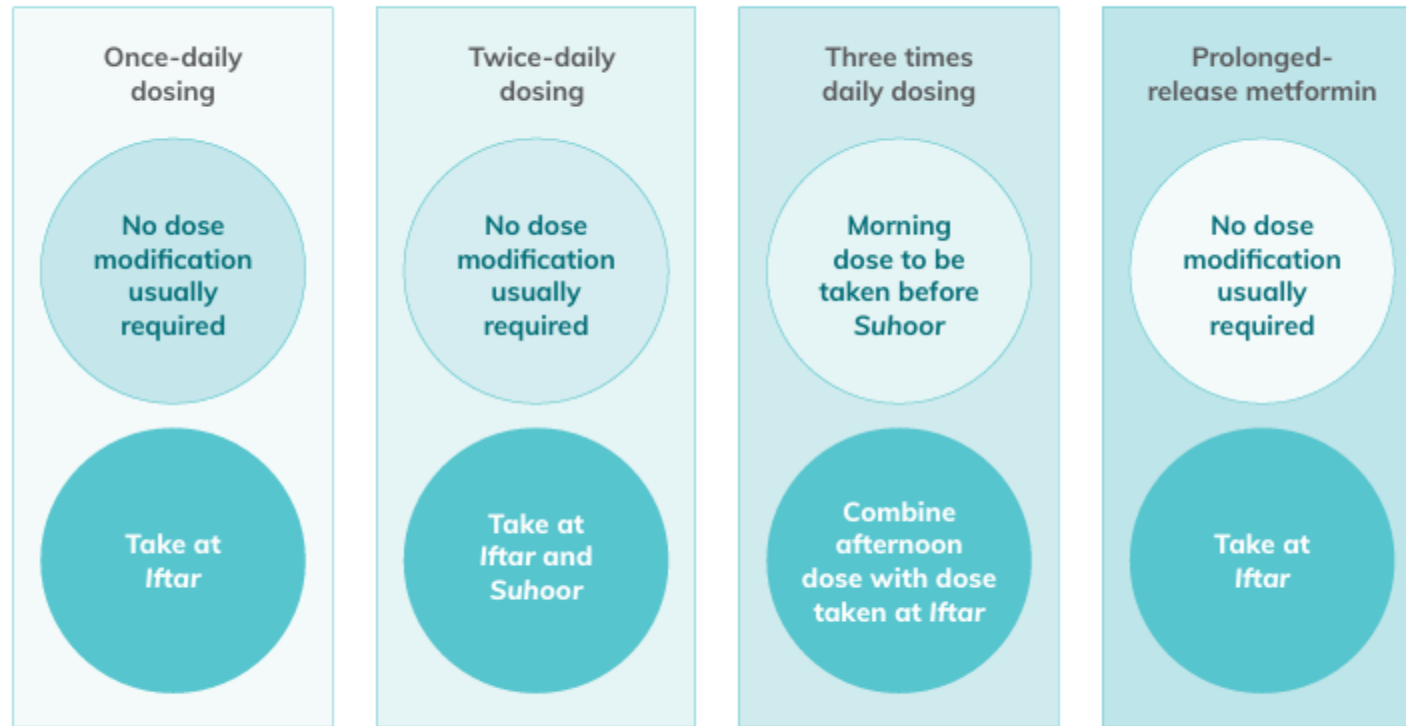 Once-daily
dosing
No dose
modification
usually
required
Take at
Iftar
Twice-daily
dosing
No dose
modification
usually
required
Take at
Iftar and
Suhoor
Three times
daily dosing
Morning
dose to be
taken before
Suhoor
Combine
afternoon
dose with dose
taken at Iftar
Prolonged-
release metformin
No dose
modification
usually
required
Take at
Iftar